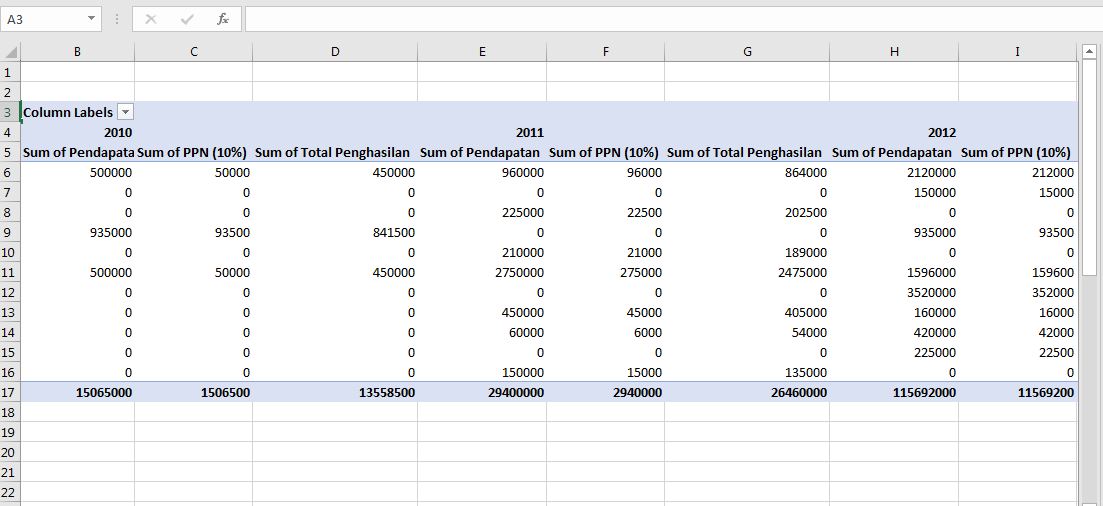 A3 fx
B C D E F G H I
1
2
3 Column Labels
4 2010 2011 2012
5 Sum of Pendapata Sum of PPN (10%) Sum of Total Penghasilan Sum of Pendapatan Sum of PPN (10%) Sum of Total Penghasilan Sum of Pendapatan Sum of PPN (10%)
6 500000 50000 450000 960000 96000 864000 2120000 212000
7 0 0 0 0 0 0 150000 15000
8 0 0 0 225000 22500 202500 0 0
9 935000 93500 841500 0 0 0 935000 93500
10 0 0 0 210000 21000 189000 0 0
11 500000 50000 450000 2750000 275000 2475000 1596000 159600
12 0 0 0 0 0 0 3520000 352000
13 0 0 0 450000 45000 405000 160000 16000
14 0 0 0 60000 6000 54000 420000 42000
15 0 0 0 0 0 0 225000 22500
16 0 0 0 150000 15000 135000 0 0
17 15065000 1506500 13558500 29400000 2940000 26460000 115692000 11569200
18
19
20
21
22